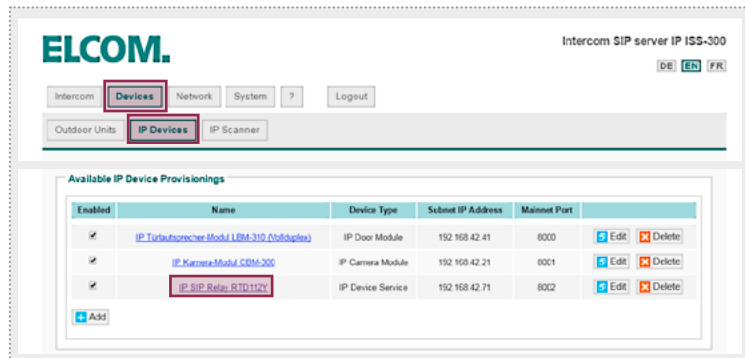 ELCOM.
Intercom SIP server IP ISS-300
DE EN FR
Intercom Devices Network System ? Logout
Outdoor Units IP Devices IP Scanner
Available IP Device Provisionings
Enabled Name Device Type Subnet IP Address Mainnet Port
IP Türlautsprecher-Modul LBM-310 (Vollduplex) IP Door Module 192.168.42.41 8000 Edit Delete
IP Kamera-Modul CBM-300 IP Camera Module 192.168.42.21 8001 Edit Delete
IP SIP Relay RTD112Y IP Device Service 192.168.42.71 8002 Edit Delete
Add